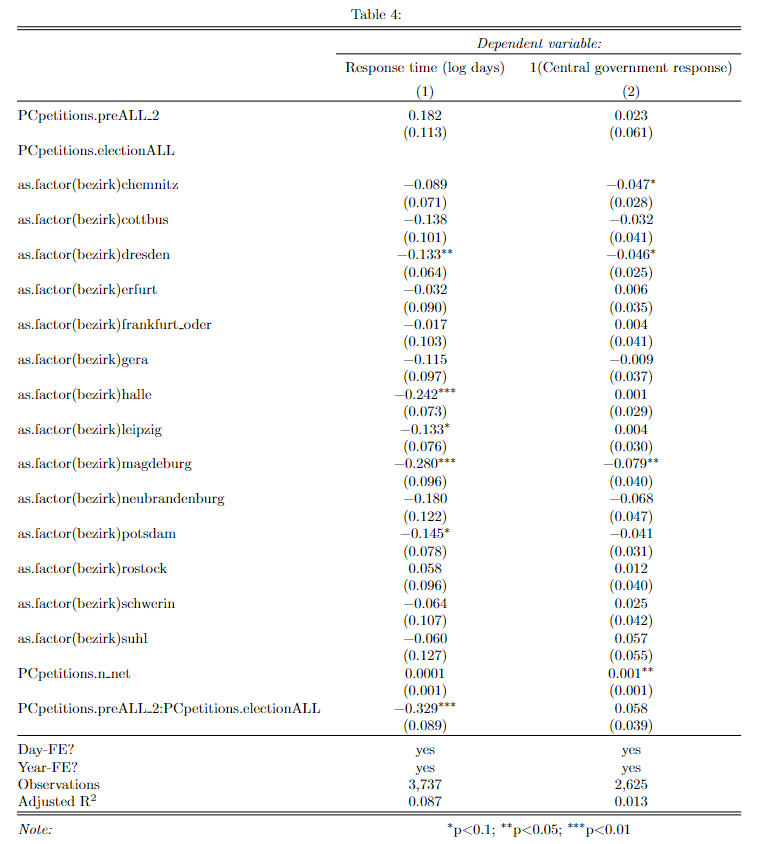 Table 4:
Dependent variable:
Response time (log days) 1(Central government response)
(1) (2)
PCpetitions.preALL_2 0.182 0.023
(0.113) (0.061)
PCpetitions.electionALL
as.factor(bezirk)chemnitz −0.089 −0.047*
(0.071) (0.028)
as.factor(bezirk)cottbus −0.138 −0.032
(0.101) (0.041)
as.factor(bezirk)dresden −0.133** −0.046*
(0.064) (0.025)
as.factor(bezirk)erfurt −0.032 0.006
(0.090) (0.035)
as.factor(bezirk)frankfurt_oder −0.017 0.004
(0.103) (0.041)
as.factor(bezirk)gera −0.115 −0.009
(0.097) (0.037)
as.factor(bezirk)halle −0.242*** 0.001
(0.073) (0.029)
as.factor(bezirk)leipzig −0.133* 0.004
(0.076) (0.030)
as.factor(bezirk)magdeburg −0.280*** −0.079**
(0.096) (0.040)
as.factor(bezirk)neubrandenburg −0.180 −0.068
(0.122) (0.047)
as.factor(bezirk)potsdam −0.145* −0.041
(0.078) (0.031)
as.factor(bezirk)rostock 0.058 0.012
(0.096) (0.040)
as.factor(bezirk)schwerin −0.064 0.025
(0.107) (0.042)
as.factor(bezirk)suhl −0.060 0.057
(0.127) (0.055)
PCpetitions.n_net 0.0001 0.001**
(0.001) (0.001)
PCpetitions.preALL_2:PCpetitions.electionALL −0.329*** 0.058
(0.089) (0.039)
Day-FE? yes yes
Year-FE? yes yes
Observations 3,737 2,625
Adjusted R² 0.087 0.013
Note: *p<0.1; **p<0.05; ***p<0.01